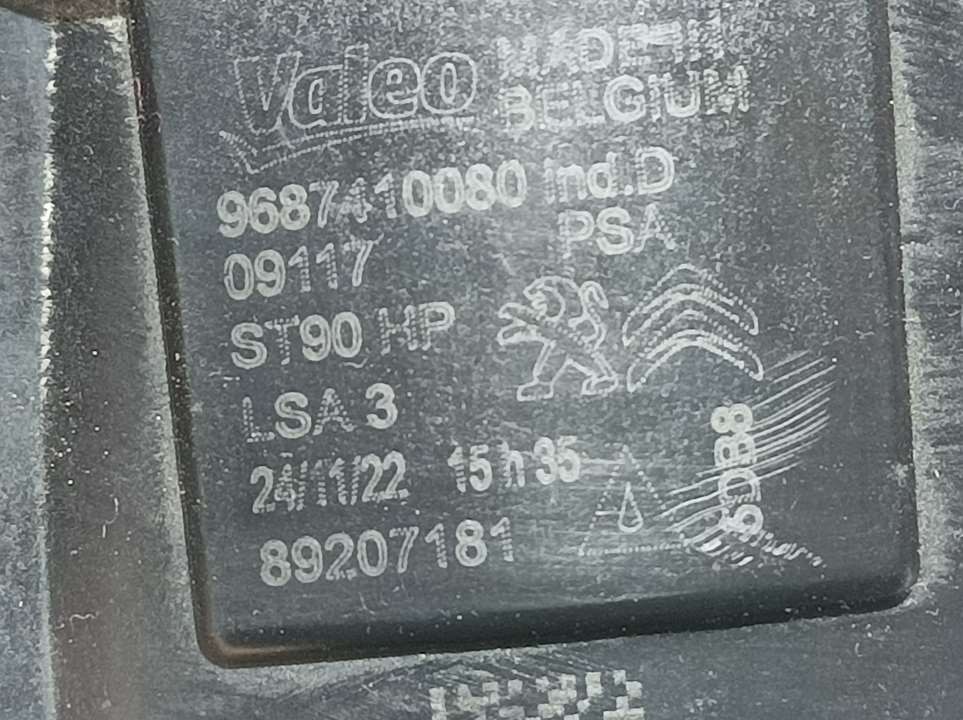 Valeo MADE IN
BELGIUM
9687410080 ind.D
09117 PSA
ST90 HP
LSA 3
24/11/22 15 h 35
89207181